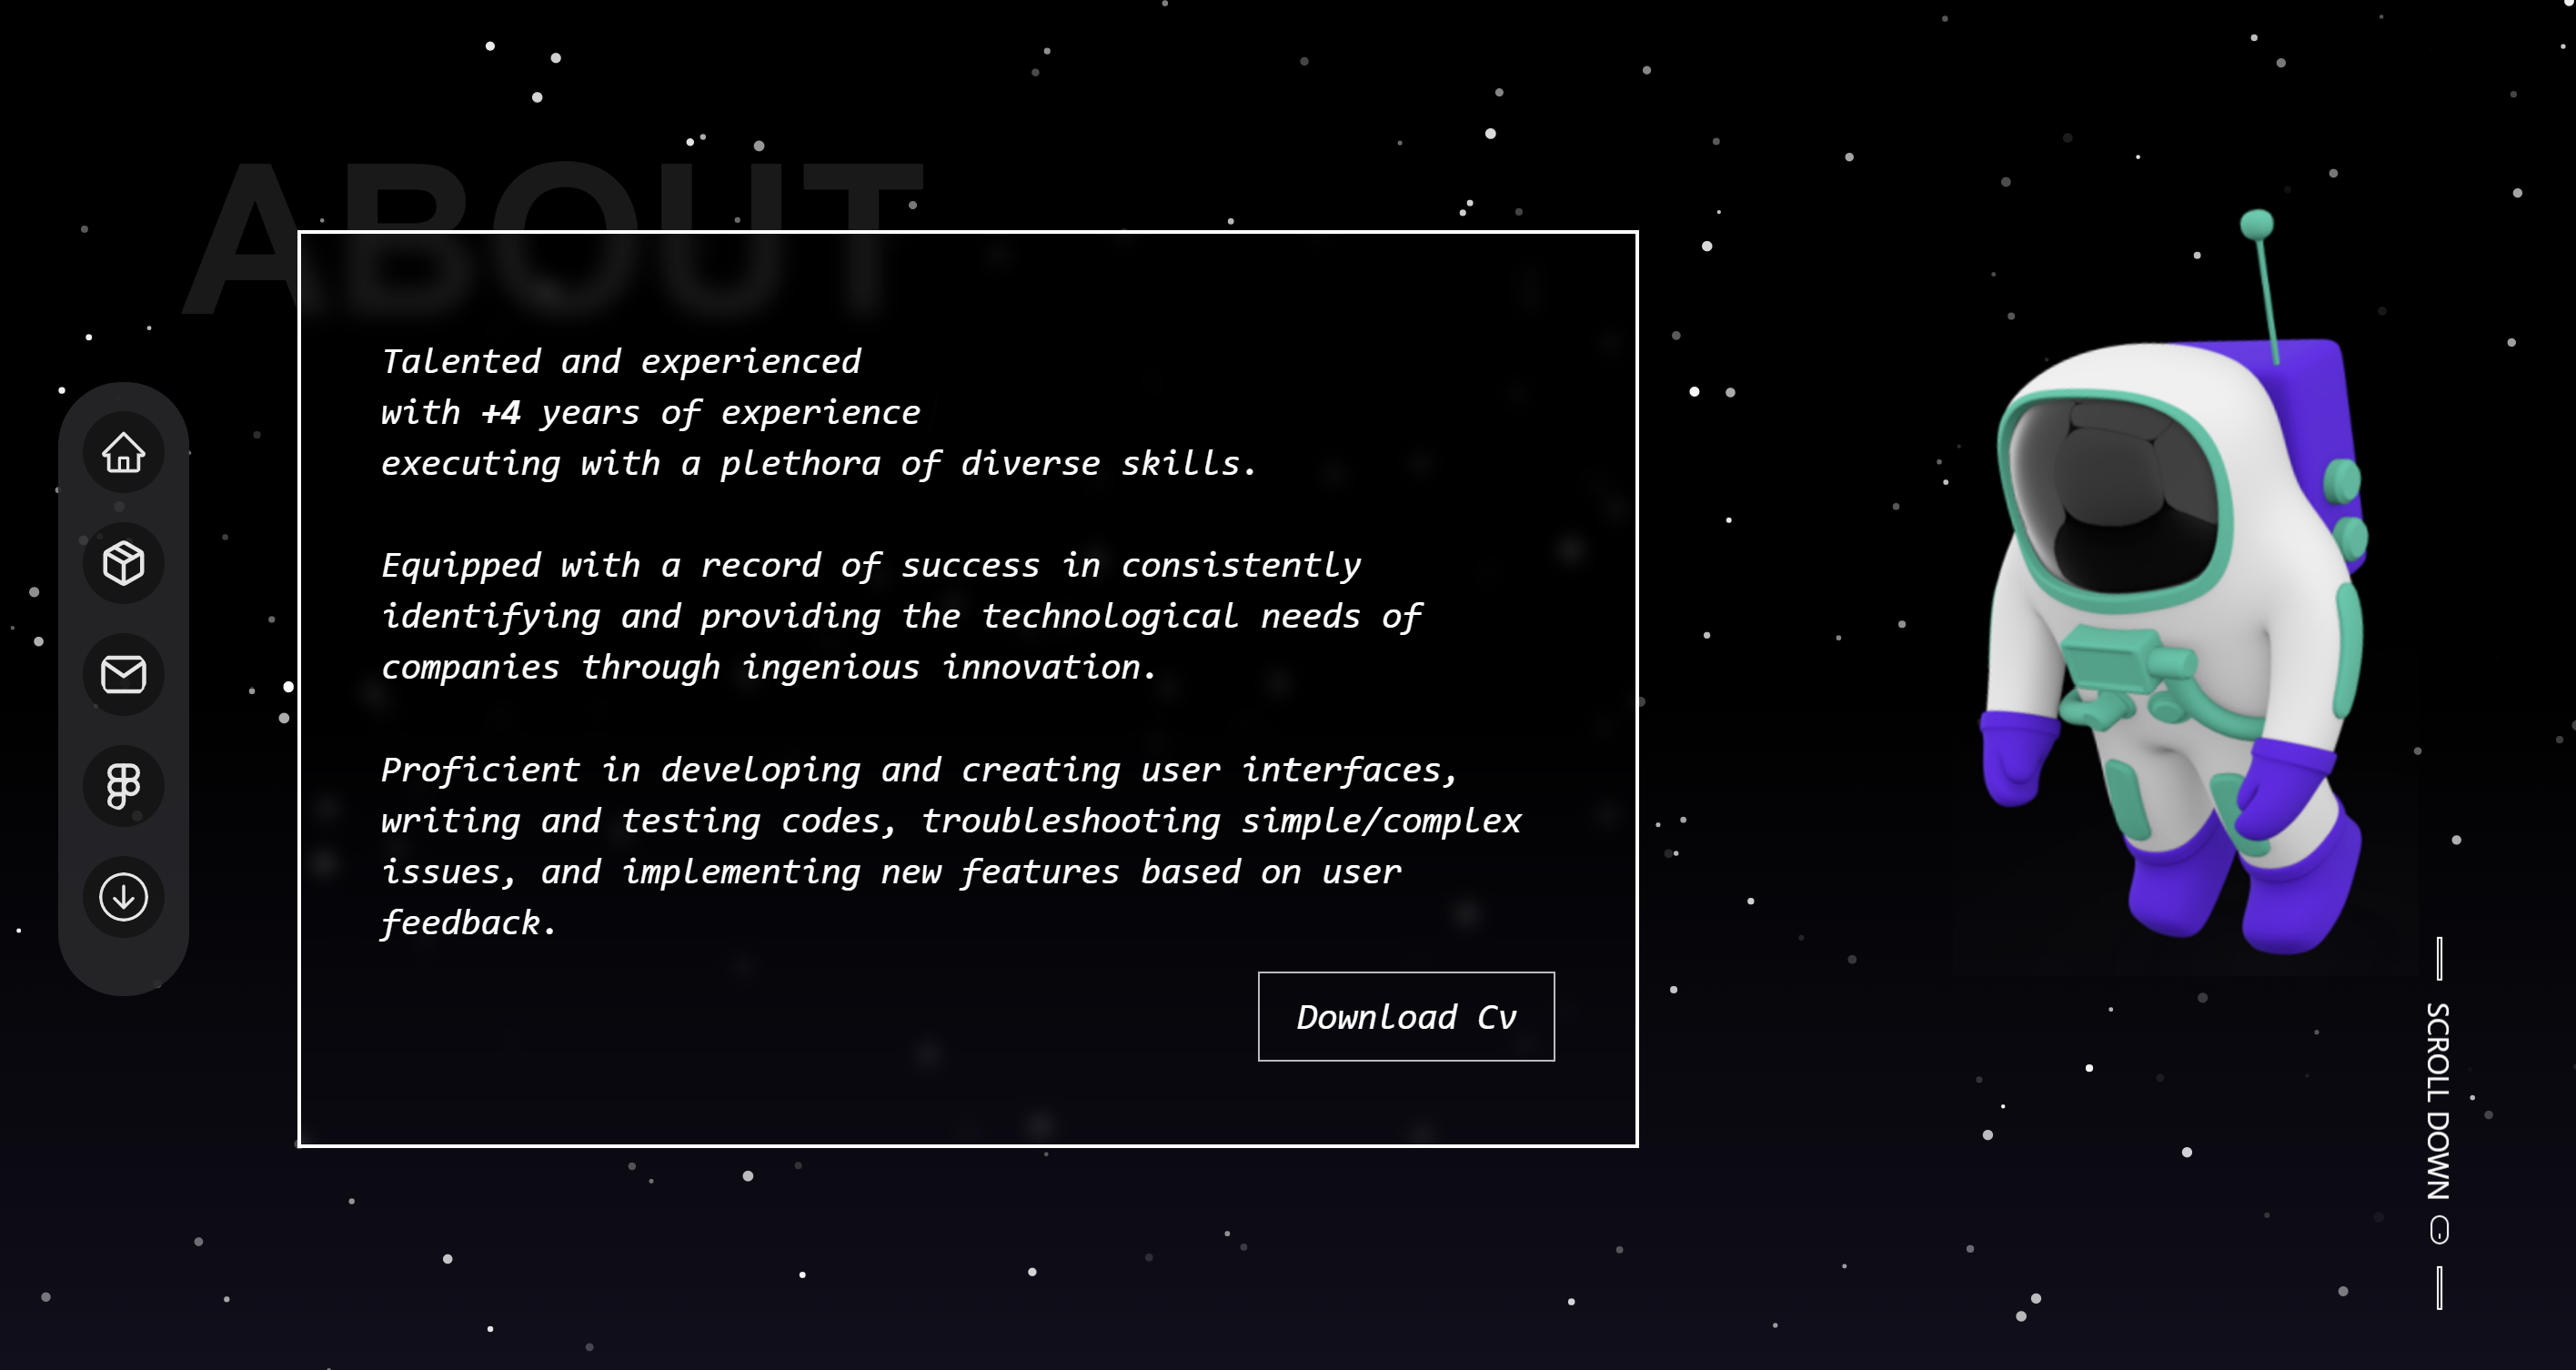 ABOUT
Talented and experienced
with +4 years of experience
executing with a plethora of diverse skills.
Equipped with a record of success in consistently
identifying and providing the technological needs of
companies through ingenious innovation.
Proficient in developing and creating user interfaces,
writing and testing codes, troubleshooting simple/complex
issues, and implementing new features based on user
feedback.
Download Cv
SCROLL DOWN